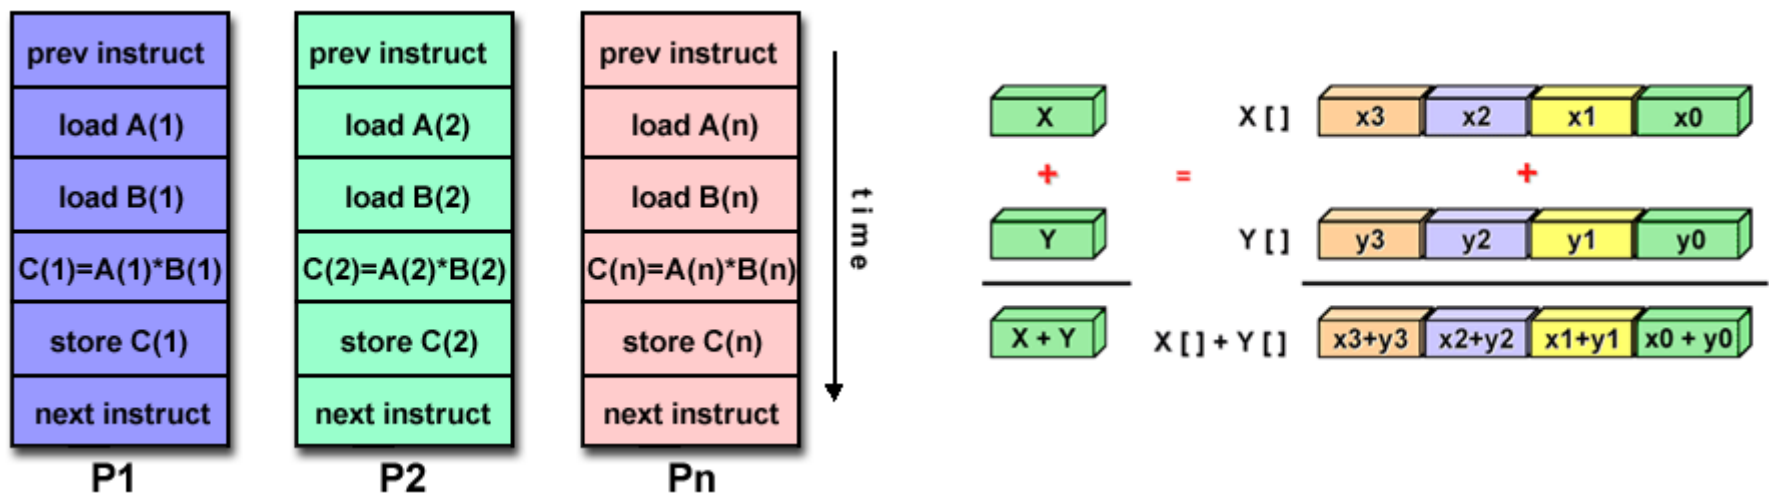 prev instruct
load A(1)
load B(1)
C(1)=A(1)*B(1)
store C(1)
next instruct
P1
prev instruct
load A(2)
load B(2)
C(2)=A(2)*B(2)
store C(2)
next instruct
P2
prev instruct
load A(n)
load B(n)
C(n)=A(n)*B(n)
store C(n)
next instruct
Pn
time
X
+
Y
X + Y
=
X [ ] x3 x2 x1 x0
+
Y [ ] y3 y2 y1 y0
X [ ] + Y [ ] x3+y3 x2+y2 x1+y1 x0 + y0